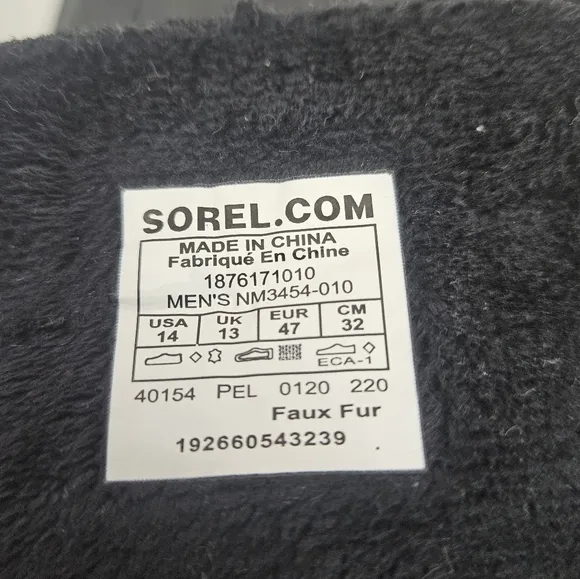 SOREL.COM
MADE IN CHINA
Fabriqué En Chine
1876171010
MEN'S NM3454-010
USA UK EUR CM
14 13 47 32
ECA-1
40154 PEL 0120 220
Faux Fur
192660543239